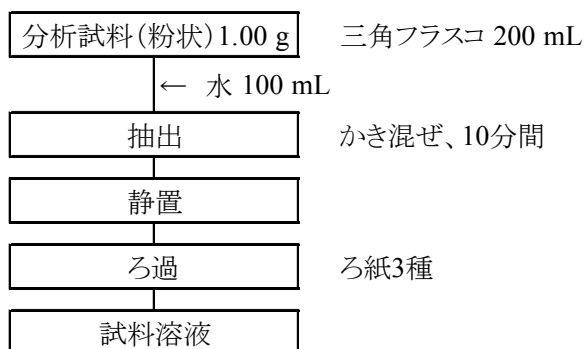 分析試料(粉状)1.00 g 三角フラスコ 200 mL
← 水 100 mL
抽出 かき混ぜ、10分間
静置
ろ過 ろ紙3種
試料溶液